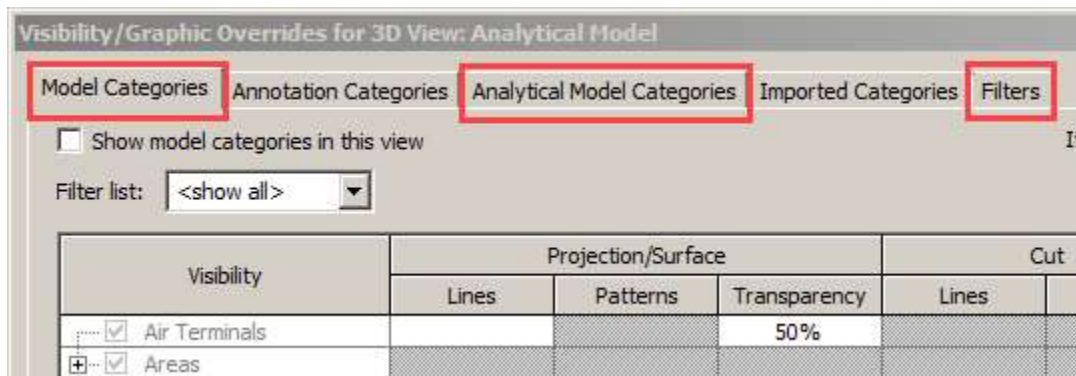 Visibility/Graphic Overrides for 3D View: Analytical Model
Model Categories Annotation Categories Analytical Model Categories Imported Categories Filters
Show model categories in this view
Filter list: <show all>
Visibility Projection/Surface Cut
Lines Patterns Transparency Lines
Air Terminals 50%
Areas